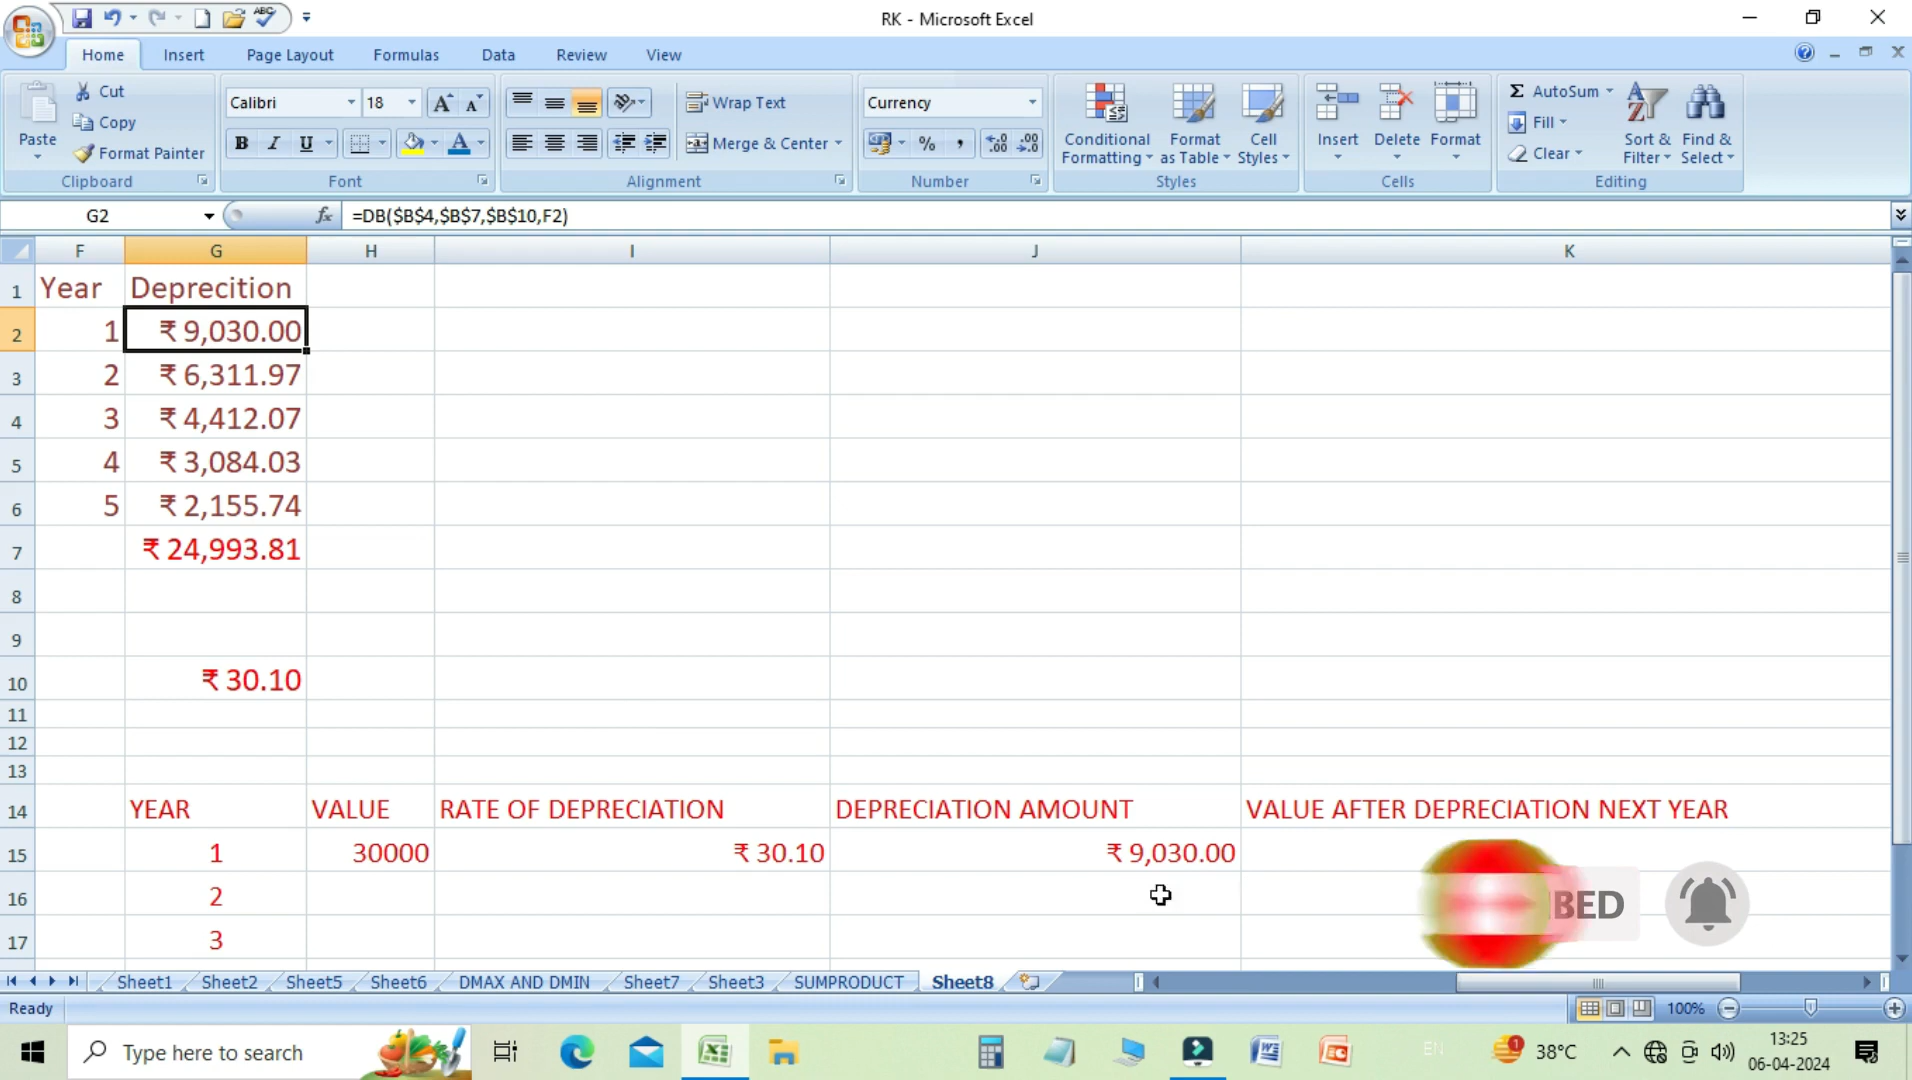 RK - Microsoft Excel
Home Insert Page Layout Formulas Data Review View
Paste
Cut
Copy
Format Painter
Clipboard
Calibri 18
B I U
Font
Wrap Text
Merge & Center
Alignment
Currency
Number
Conditional Formatting
Format as Table
Cell Styles
Styles
Insert Delete Format
Cells
AutoSum
Fill
Clear
Sort & Filter
Find & Select
Editing
G2 fx =DB($B$4,$B$7,$B$10,F2)
F G H I J K
1 Year Deprecition
2 1 ₹ 9,030.00
3 2 ₹ 6,311.97
4 3 ₹ 4,412.07
5 4 ₹ 3,084.03
6 5 ₹ 2,155.74
7 ₹ 24,993.81
8
9
10 ₹ 30.10
11
12
13
14 YEAR VALUE RATE OF DEPRECIATION DEPRECIATION AMOUNT VALUE AFTER DEPRECIATION NEXT YEAR
15 1 30000 ₹ 30.10 ₹ 9,030.00
16 2
17 3
BED
Sheet1 Sheet2 Sheet5 Sheet6 DMAX AND DMIN Sheet7 Sheet3 SUMPRODUCT Sheet8
Ready 100%
Type here to search
EN
1 38°C
13:25
06-04-2024